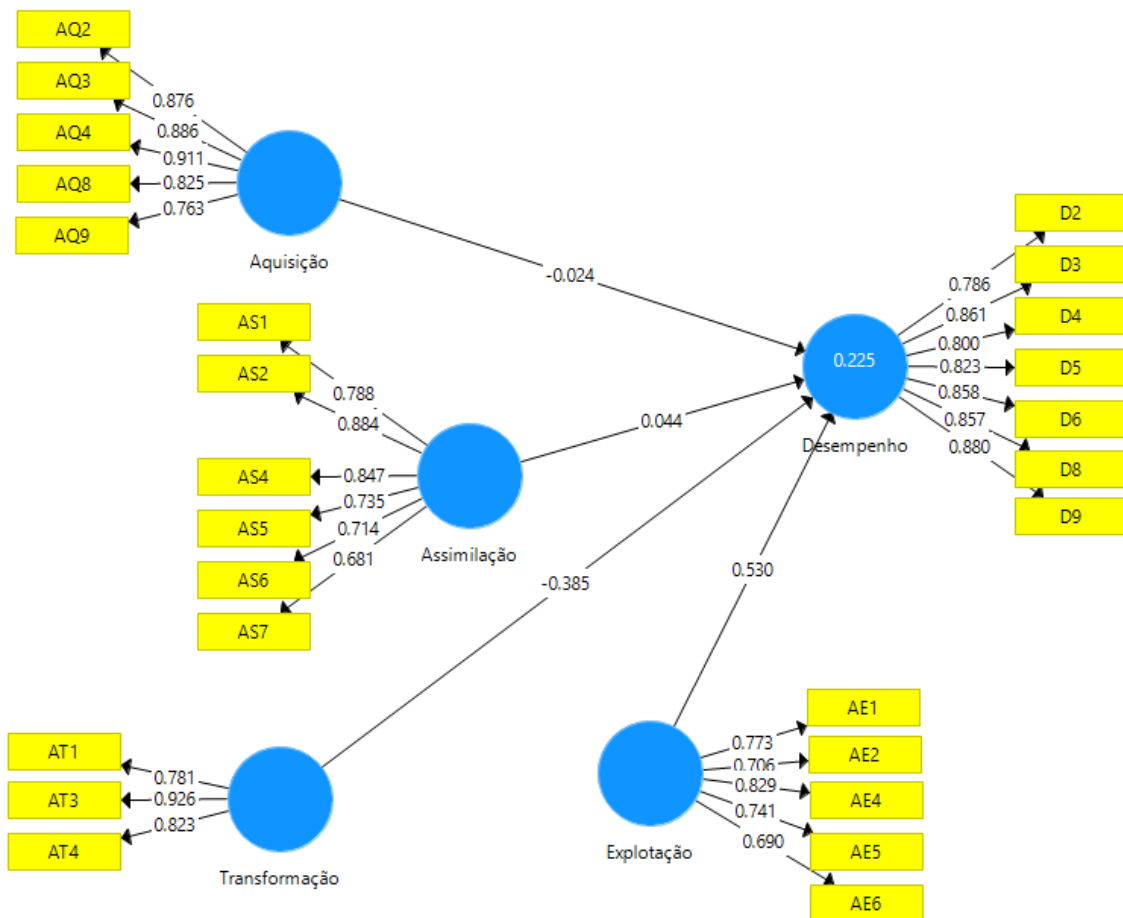 AQ2
AQ3
AQ4
AQ8
AQ9
0.876
0.886
0.911
0.825
0.763
Aquisição
-0.024
AS1
AS2
AS4
AS5
AS6
AS7
0.788
0.884
0.847
0.735
0.714
0.681
Assimilação
0.044
AT1
AT3
AT4
0.781
0.926
0.823
Transformação
-0.385
Explotação
0.530
0.773
0.706
0.829
0.741
0.690
AE1
AE2
AE4
AE5
AE6
0.225
Desempenho
0.786
0.861
0.800
0.823
0.858
0.857
0.880
D2
D3
D4
D5
D6
D8
D9